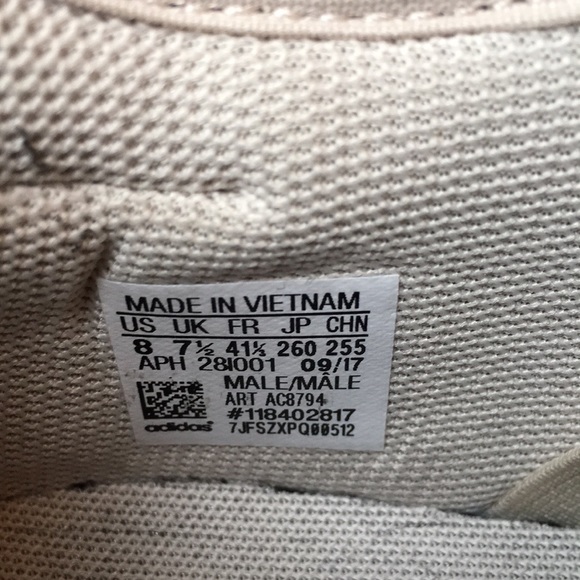 MADE IN VIETNAM
US UK FR JP CHN
8 7½ 41⅓ 260 255
APH 28I001 09/17
MALE/MÂLE
ART AC8794
#118402817
adidas 7JFSZXPQ00512